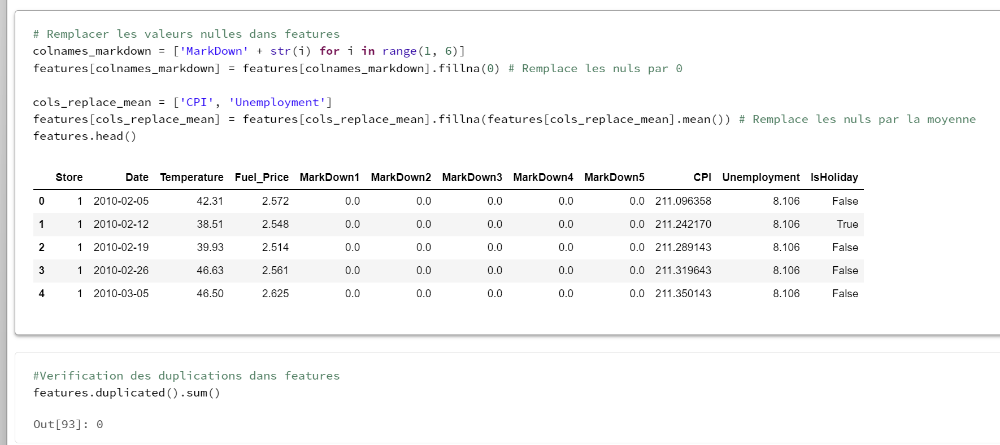 # Remplacer les valeurs nulles dans features
colnames_markdown = ['MarkDown' + str(i) for i in range(1, 6)]
features[colnames_markdown] = features[colnames_markdown].fillna(0) # Remplace les nuls par 0
cols_replace_mean = ['CPI', 'Unemployment']
features[cols_replace_mean] = features[cols_replace_mean].fillna(features[cols_replace_mean].mean()) # Remplace les nuls par la moyenne
features.head()
Store Date Temperature Fuel_Price MarkDown1 MarkDown2 MarkDown3 MarkDown4 MarkDown5 CPI Unemployment IsHoliday
0 1 2010-02-05 42.31 2.572 0.0 0.0 0.0 0.0 0.0 211.096358 8.106 False
1 1 2010-02-12 38.51 2.548 0.0 0.0 0.0 0.0 0.0 211.242170 8.106 True
2 1 2010-02-19 39.93 2.514 0.0 0.0 0.0 0.0 0.0 211.289143 8.106 False
3 1 2010-02-26 46.63 2.561 0.0 0.0 0.0 0.0 0.0 211.319643 8.106 False
4 1 2010-03-05 46.50 2.625 0.0 0.0 0.0 0.0 0.0 211.350143 8.106 False
#Verification des duplications dans features
features.duplicated().sum()
Out[93]: 0